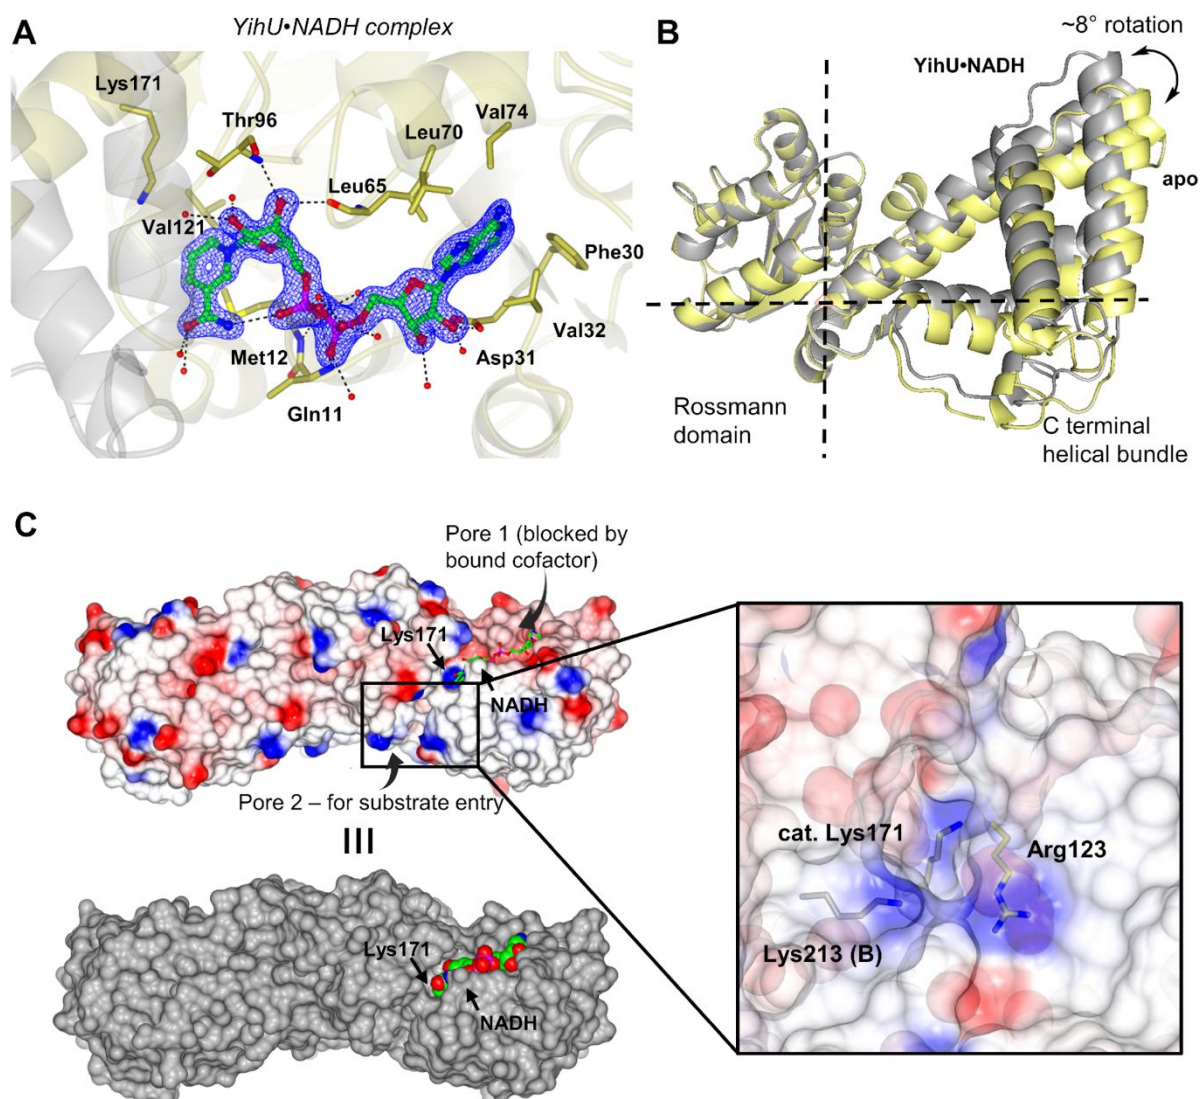 A
YihU•NADH complex
Lys171
Thr96
Val74
Leu70
Leu65
Val121
Phe30
Val32
Met12
Asp31
Gln11
B
~8° rotation
YihU•NADH
apo
Rossmann
domain
C terminal
helical bundle
C
Pore 1 (blocked by
bound cofactor)
Lys171
NADH
Pore 2 – for substrate entry
cat. Lys171
Arg123
Lys213 (B)
Lys171
NADH